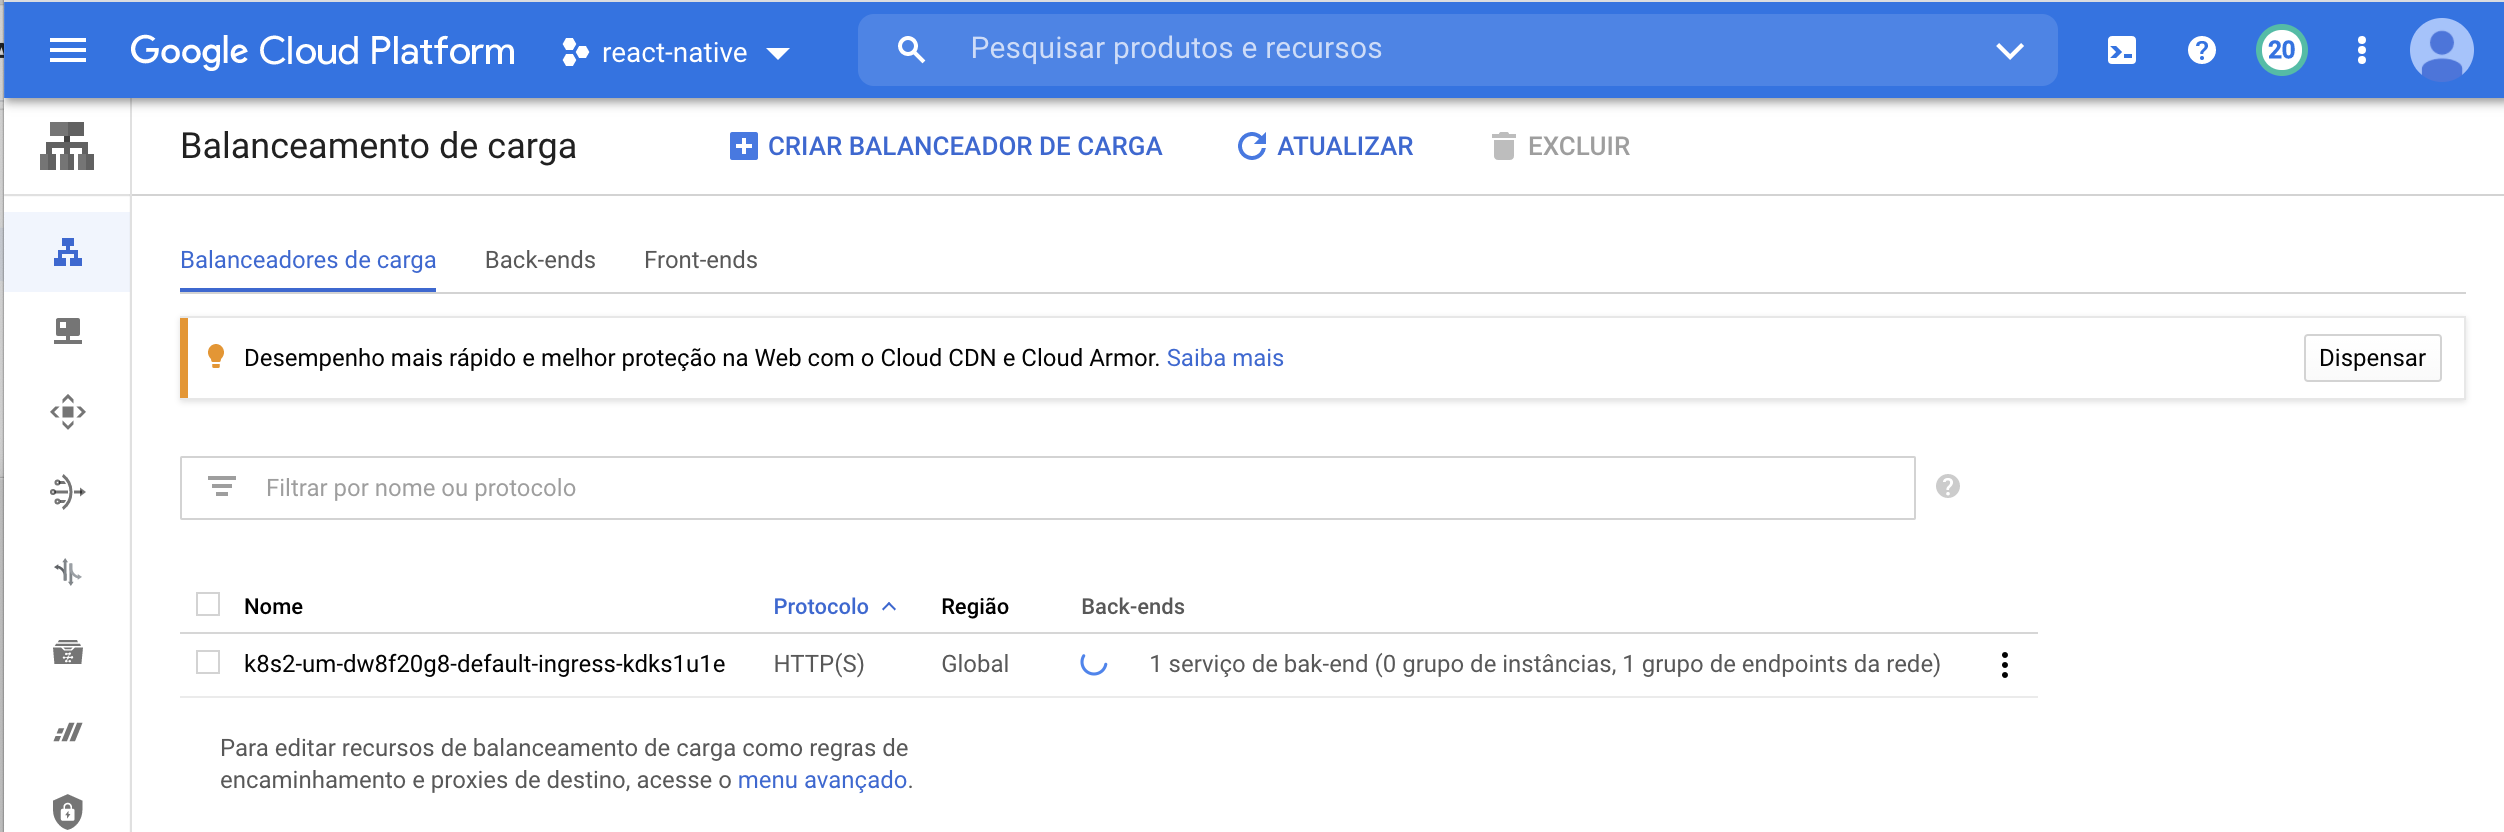 Google Cloud Platform
react-native
Pesquisar produtos e recursos
20
Balanceamento de carga
CRIAR BALANCEADOR DE CARGA
ATUALIZAR
EXCLUIR
Balanceadores de carga
Back-ends
Front-ends
Desempenho mais rápido e melhor proteção na Web com o Cloud CDN e Cloud Armor. Saiba mais
Dispensar
Filtrar por nome ou protocolo
Nome
Protocolo
Região
Back-ends
k8s2-um-dw8f20g8-default-ingress-kdks1u1e
HTTP(S)
Global
1 serviço de bak-end (0 grupo de instâncias, 1 grupo de endpoints da rede)
Para editar recursos de balanceamento de carga como regras de
encaminhamento e proxies de destino, acesse o menu avançado.